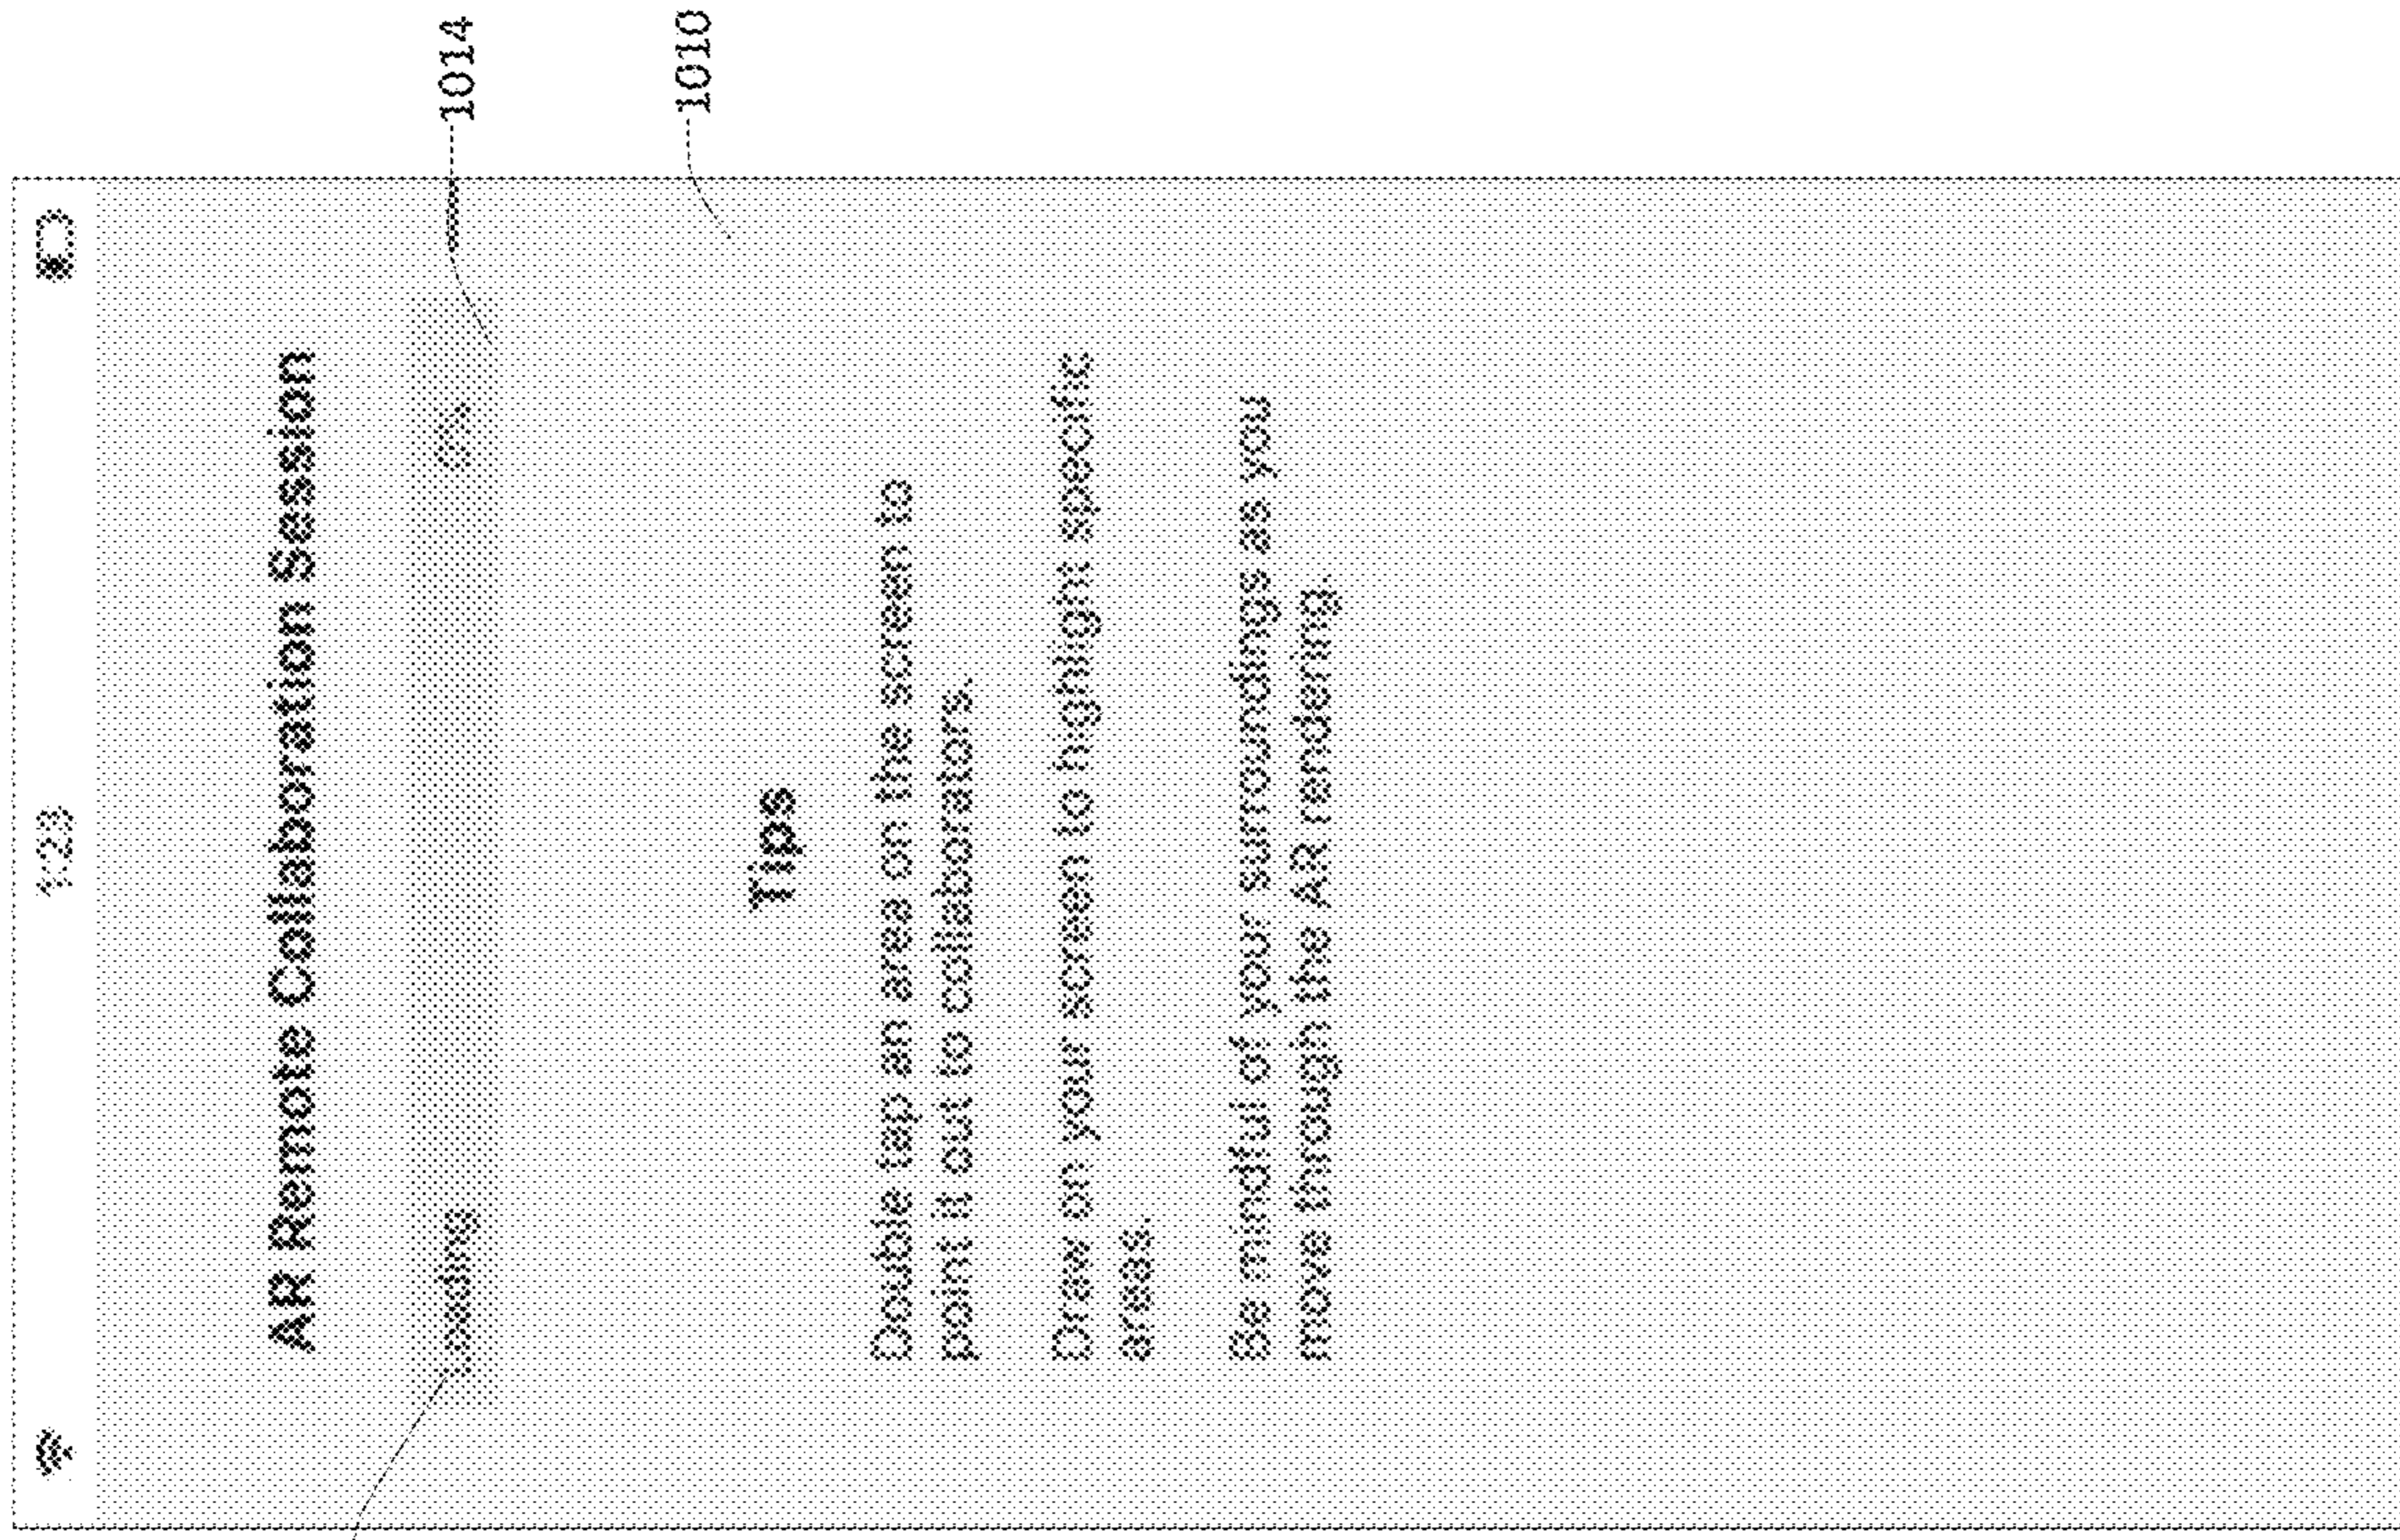 1:23
AR Remote Collaboration Session
Loading 0%
1014
1010
Tips
Double tap an area on the screen to
point it out to collaborators.
Draw on your screen to highlight specific
areas.
Be mindful of your surroundings as you
move through the AR rendering.